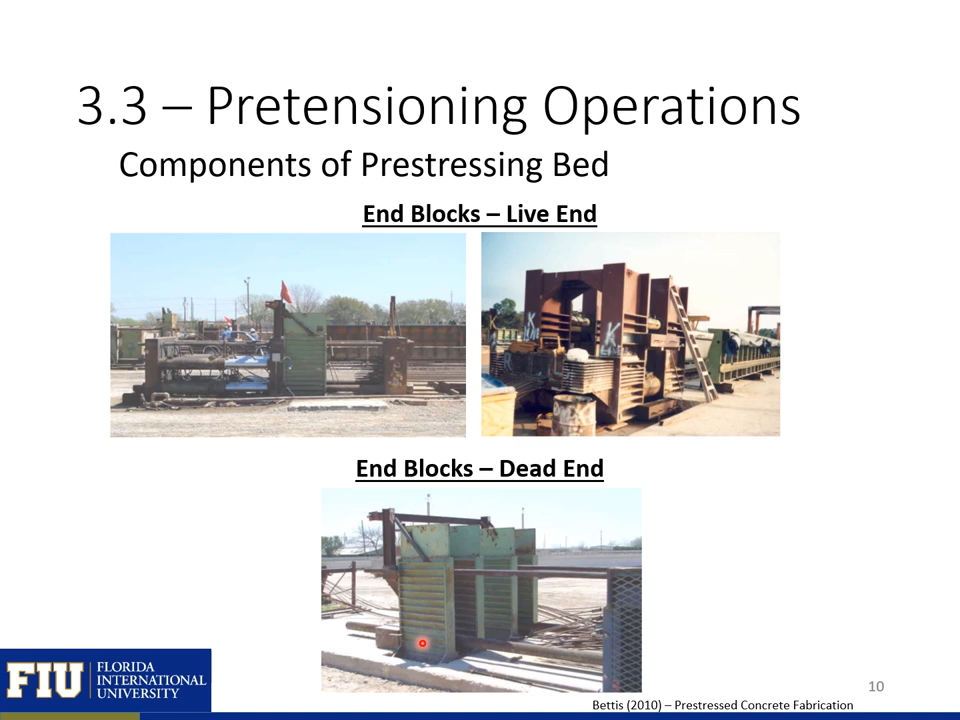 3.3 – Pretensioning Operations
Components of Prestressing Bed
End Blocks – Live End
K
K
End Blocks – Dead End
FIU
FLORIDA
INTERNATIONAL
UNIVERSITY
10
Bettis (2010) – Prestressed Concrete Fabrication